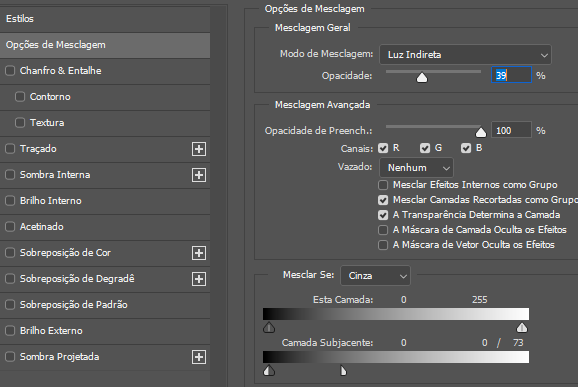 Estilos
Opções de Mesclagem
Chanfro & Entalhe
Contorno
Textura
Traçado
Sombra Interna
Brilho Interno
Acetinado
Sobreposição de Cor
Sobreposição de Degradê
Sobreposição de Padrão
Brilho Externo
Sombra Projetada
Opções de Mesclagem
Mesclagem Geral
Modo de Mesclagem: Luz Indireta
Opacidade: 39 %
Mesclagem Avançada
Opacidade de Preench.: 100 %
Canais: R G B
Vazado: Nenhum
Mesclar Efeitos Internos como Grupo
Mesclar Camadas Recortadas como Grupo
A Transparência Determina a Camada
A Máscara de Camada Oculta os Efeitos
A Máscara de Vetor Oculta os Efeitos
Mesclar Se: Cinza
Esta Camada: 0 255
Camada Subjacente: 0 0 / 73